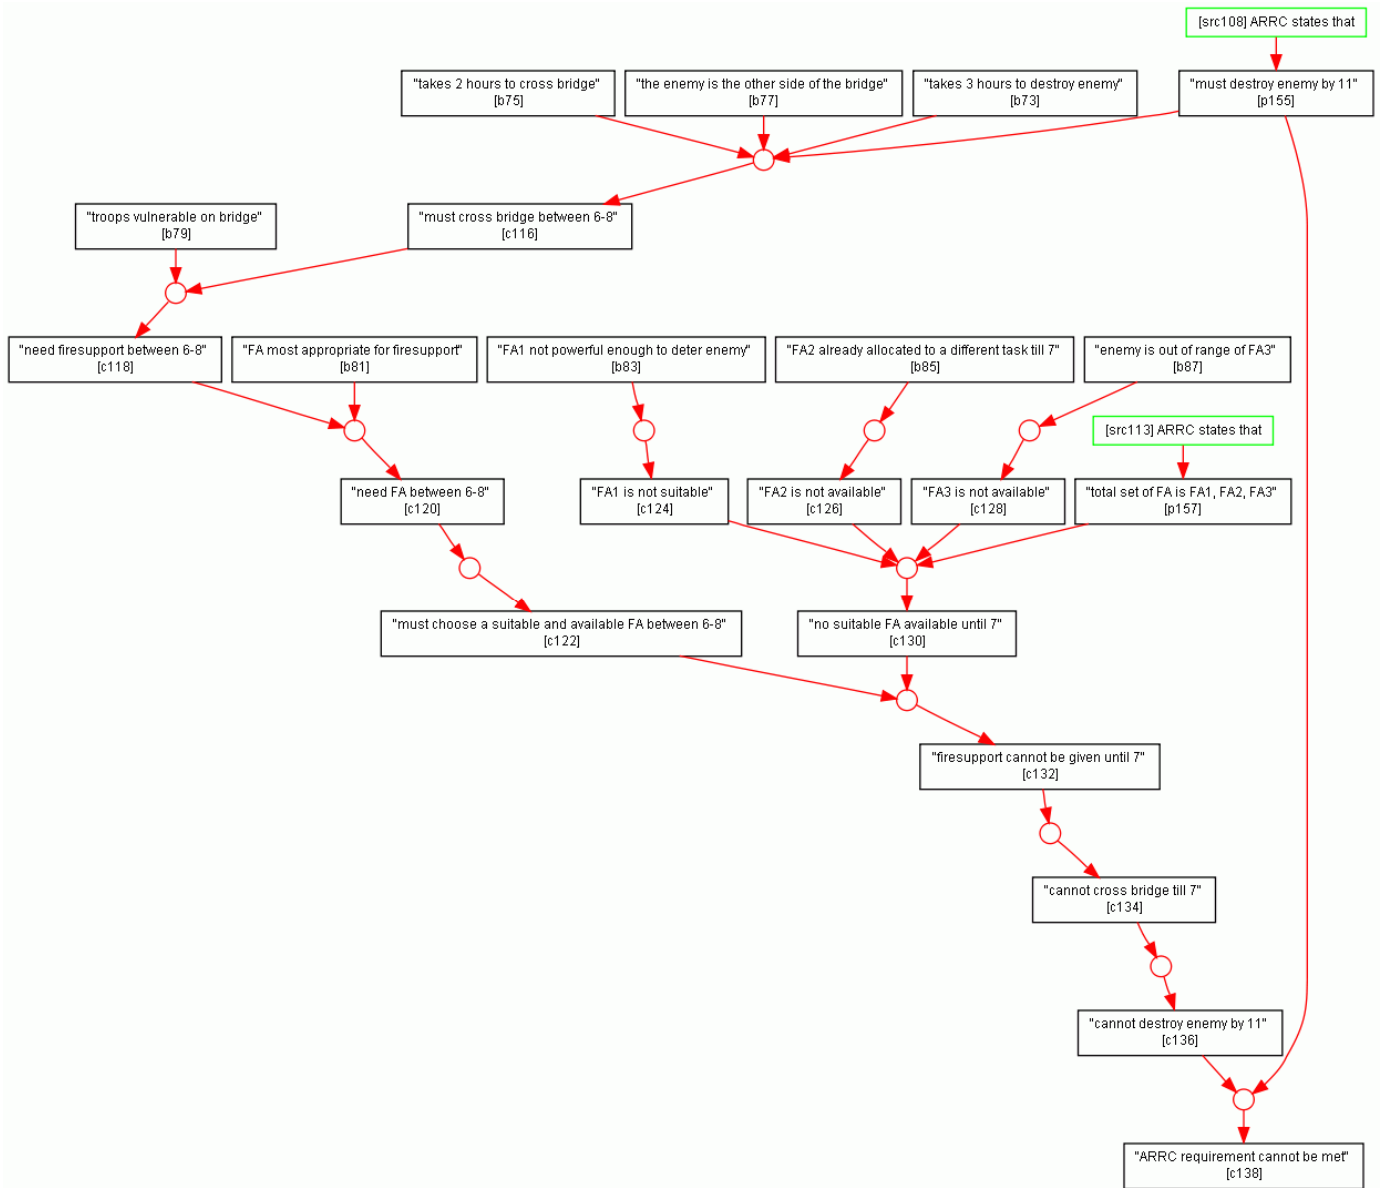 [src108] ARRC states that
"takes 2 hours to cross bridge"
[b75]
"the enemy is the other side of the bridge"
[b77]
"takes 3 hours to destroy enemy"
[b73]
"must destroy enemy by 11"
[p155]
"troops vulnerable on bridge"
[b79]
"must cross bridge between 6-8"
[c116]
"need firesupport between 6-8"
[c118]
"FA most appropriate for firesupport"
[b81]
"FA1 not powerful enough to deter enemy"
[b83]
"FA2 already allocated to a different task till 7"
[b85]
"enemy is out of range of FA3"
[b87]
[src113] ARRC states that
"need FA between 6-8"
[c120]
"FA1 is not suitable"
[c124]
"FA2 is not available"
[c126]
"FA3 is not available"
[c128]
"total set of FA is FA1, FA2, FA3"
[p157]
"must choose a suitable and available FA between 6-8"
[c122]
"no suitable FA available until 7"
[c130]
"firesupport cannot be given until 7"
[c132]
"cannot cross bridge till 7"
[c134]
"cannot destroy enemy by 11"
[c136]
"ARRC requirement cannot be met"
[c138]